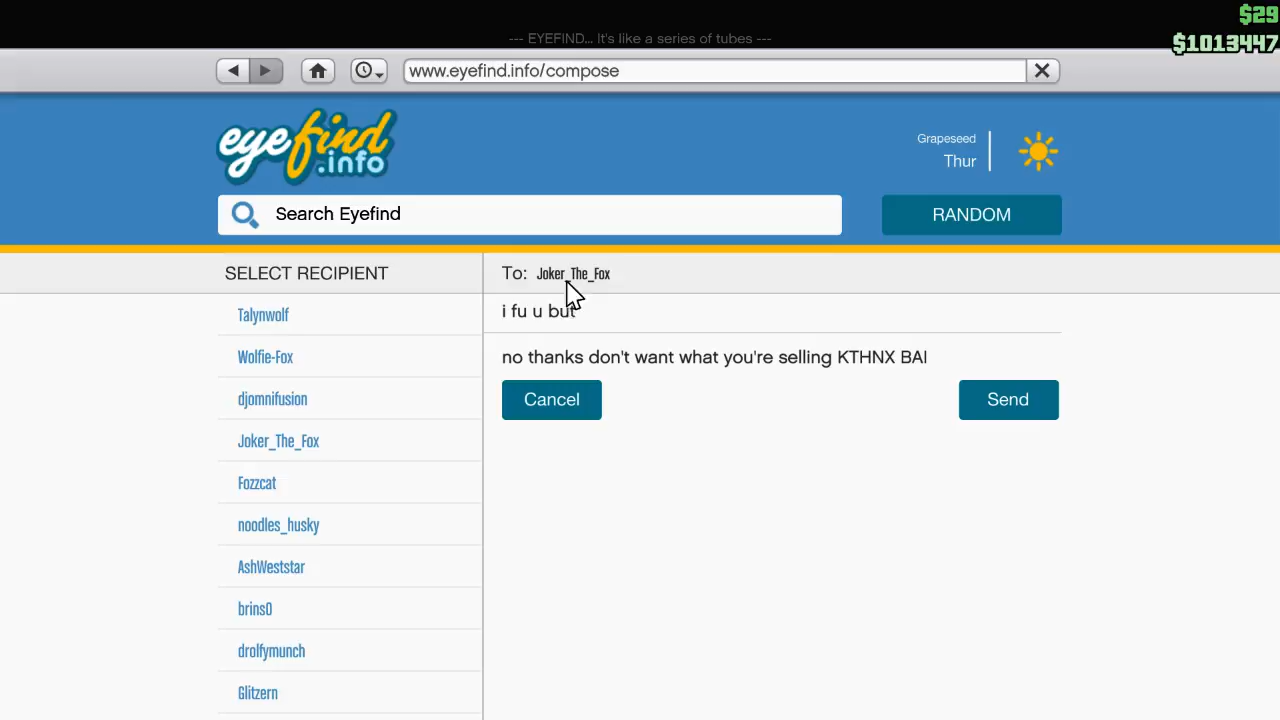 $29
--- EYEFIND... It's like a series of tubes ---
$1013447
www.eyefind.info/compose
eyefind.info
Grapeseed
Thur
Search Eyefind
RANDOM
SELECT RECIPIENT
To: Joker_The_Fox
Talynwolf
i fu u but
Wolfie-Fox
no thanks don't want what you're selling KTHNX BAI
djomnifusion
Cancel
Send
Joker_The_Fox
Fozzcat
noodles_husky
AshWeststar
brins0
drolfymunch
Glitzern